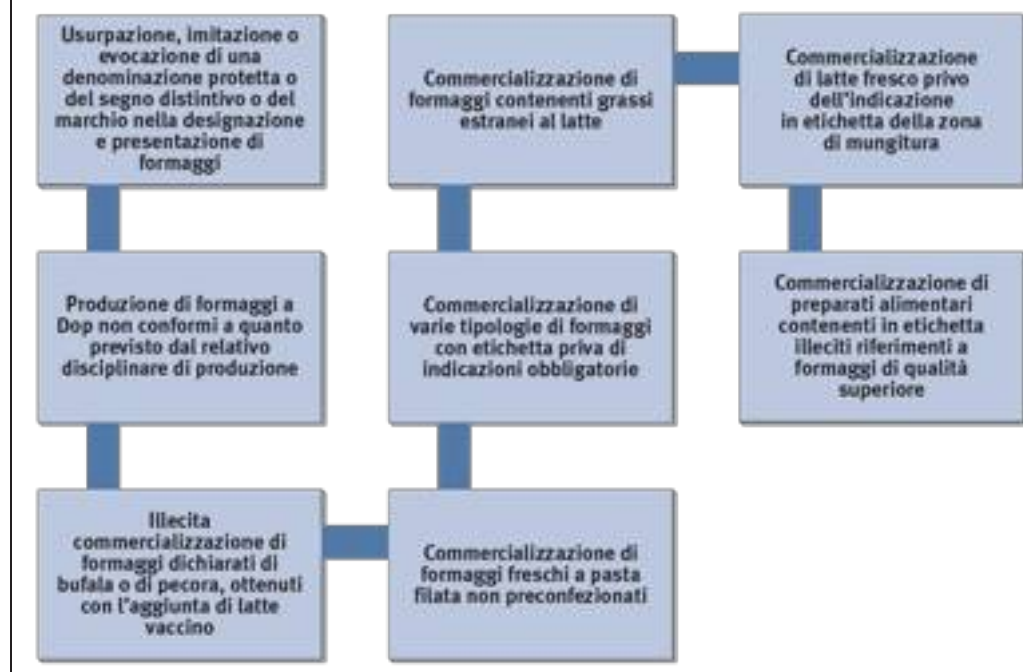 Usurpazione, imitazione o
evocazione di una
denominazione protetta o
del segno distintivo o del
marchio nella designazione
e presentazione di
formaggi
Produzione di formaggi a
Dop non conformi a quanto
previsto dal relativo
disciplinare di produzione
Illecita
commercializzazione di
formaggi dichiarati di
bufala o di pecora, ottenuti
con l'aggiunta di latte
vaccino
Commercializzazione di
formaggi freschi a pasta
filata non preconfezionati
Commercializzazione di
varie tipologie di formaggi
con etichetta priva di
indicazioni obbligatorie
Commercializzazione di
formaggi contenenti grassi
estranei al latte
Commercializzazione
di latte fresco privo
dell'indicazione
in etichetta della zona
di mungitura
Commercializzazione di
preparati alimentari
contenenti in etichetta
illeciti riferimenti a
formaggi di qualità
superiore